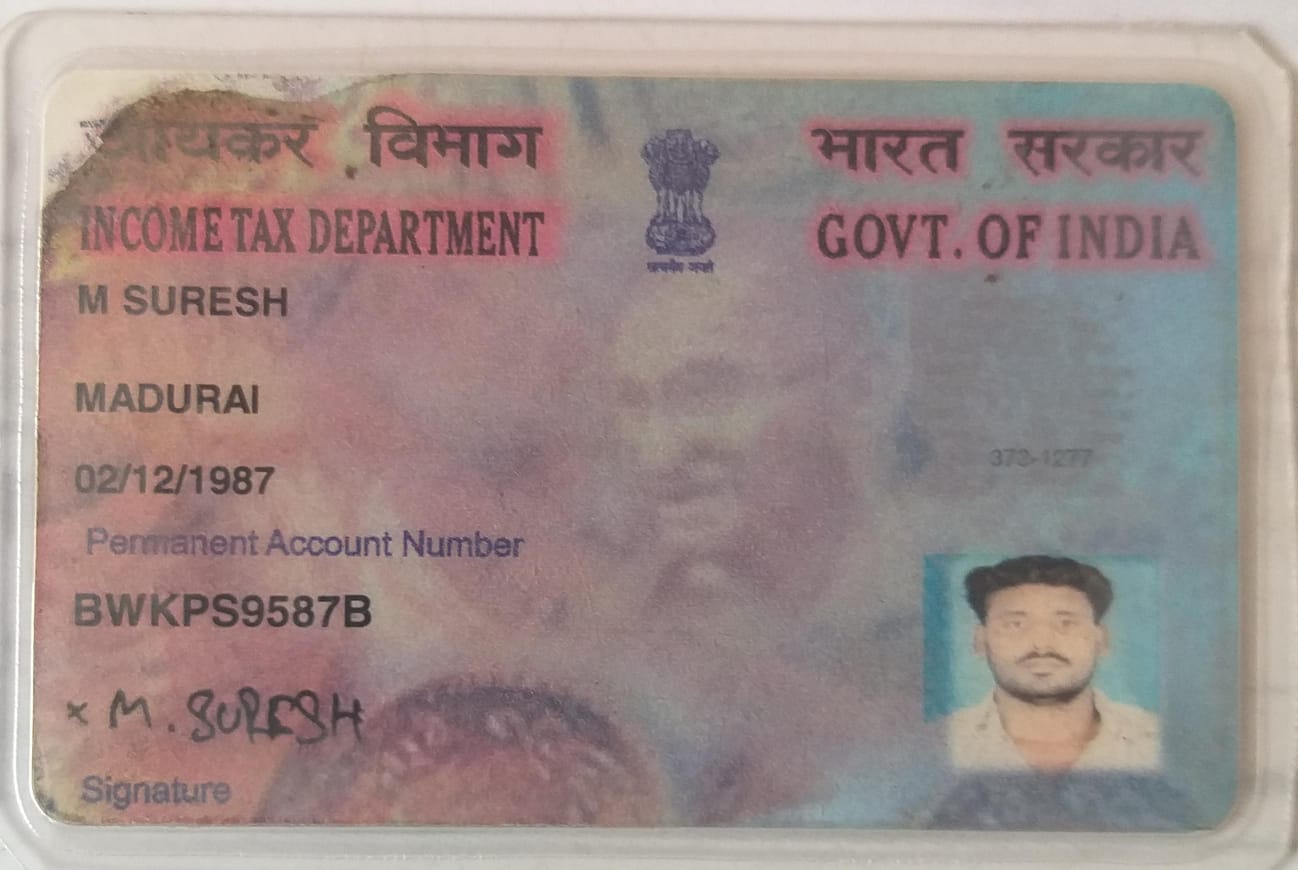 आयकर विभाग
भारत सरकार
INCOME TAX DEPARTMENT
GOVT. OF INDIA
सत्यमेव जयते
M SURESH
MADURAI
02/12/1987
373-1277
Permanent Account Number
BWKPS9587B
× M. SURESH
Signature